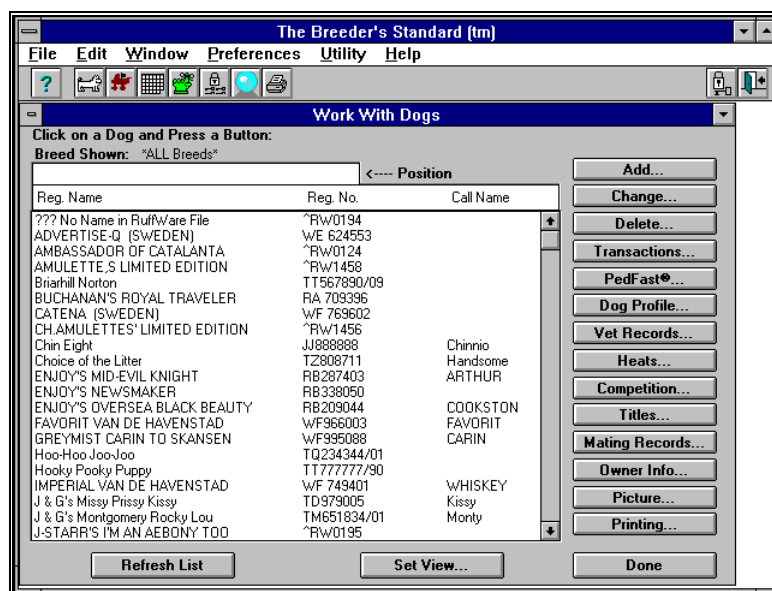 The Breeder's Standard (tm)
File Edit Window Preferences Utility Help
?
Work With Dogs
Click on a Dog and Press a Button:
Breed Shown: *ALL Breeds*
<---- Position
Reg. Name Reg. No. Call Name
??? No Name in RuffWare File ^RW0194
ADVERTISE-Q (SWEDEN) WE 624553
AMBASSADOR OF CATALANTA ^RW0124
AMULETTE,S LIMITED EDITION ^RW1458
Briarhill Norton TT567890/09
BUCHANAN'S ROYAL TRAVELER RA 709396
CATENA (SWEDEN) WF 769602
CH.AMULETTES' LIMITED EDITION ^RW1456
Chin Eight JJ888888 Chinnio
Choice of the Litter TZ808711 Handsome
ENJOY'S MID-EVIL KNIGHT RB287403 ARTHUR
ENJOY'S NEWSMAKER RB338050
ENJOY'S OVERSEA BLACK BEAUTY RB209044 COOKSTON
FAVORIT VAN DE HAVENSTAD WF966003 FAVORIT
GREYMIST CARIN TO SKANSEN WF995088 CARIN
Hoo-Hoo Joo-Joo TQ234344/01
Hooky Pooky Puppy TT777777/90
IMPERIAL VAN DE HAVENSTAD WF 749401 WHISKEY
J & G's Missy Prissy Kissy TD979005 Kissy
J & G's Montgomery Rocky Lou TM651834/01 Monty
J-STARR'S I'M AN AEBONY TOO ^RW0195
Add...
Change...
Delete...
Transactions...
PedFast®...
Dog Profile...
Vet Records...
Heats...
Competition...
Titles...
Mating Records...
Owner Info...
Picture...
Printing...
Refresh List Set View... Done